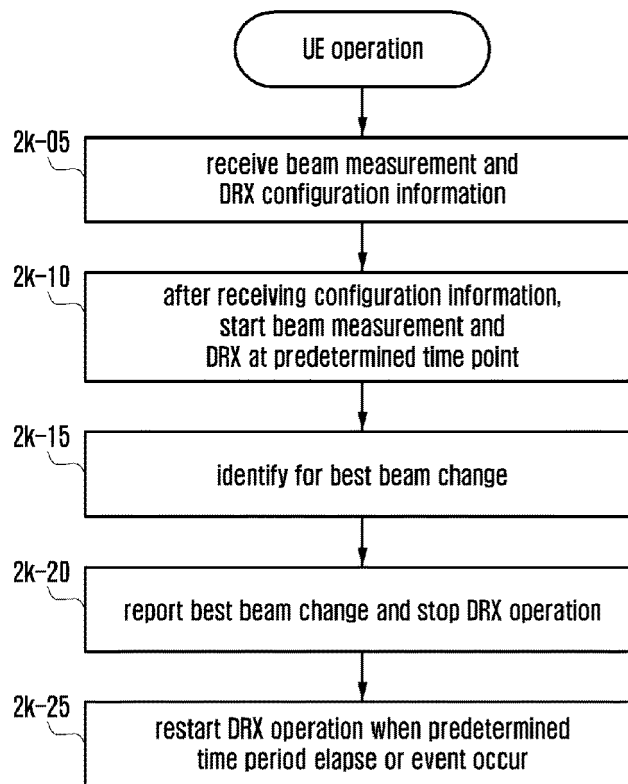 UE operation
2k-05
receive beam measurement and
DRX configuration information
2k-10
after receiving configuration information,
start beam measurement and
DRX at predetermined time point
2k-15
identify for best beam change
2k-20
report best beam change and stop DRX operation
2k-25
restart DRX operation when predetermined
time period elapse or event occur